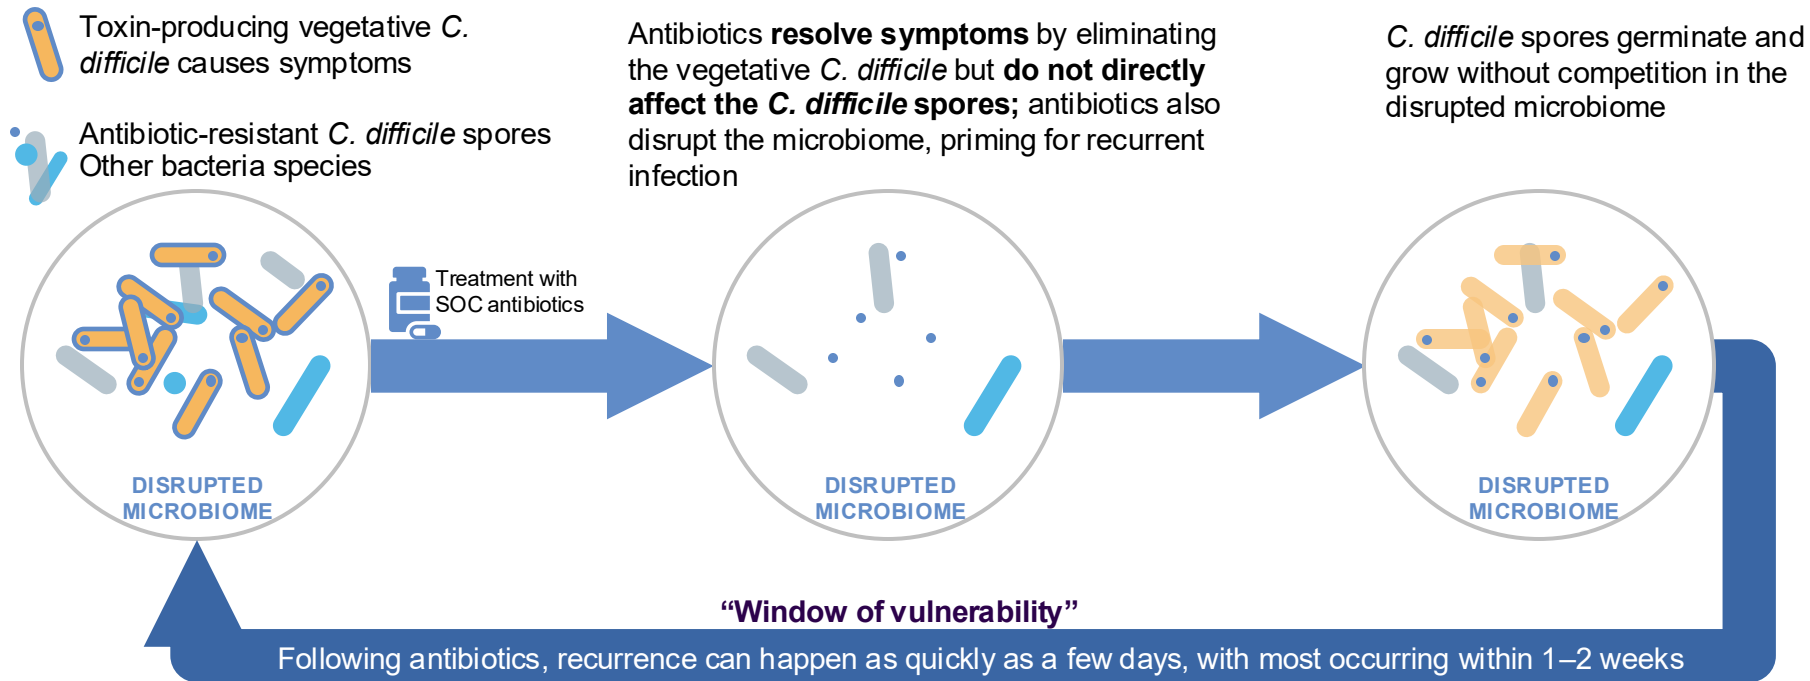 Toxin-producing vegetative C.
difficile causes symptoms
Antibiotic-resistant C. difficile spores
Other bacteria species
Antibiotics resolve symptoms by eliminating
the vegetative C. difficile but do not directly
affect the C. difficile spores; antibiotics also
disrupt the microbiome, priming for recurrent
infection
C. difficile spores germinate and
grow without competition in the
disrupted microbiome
Treatment with
SOC antibiotics
DISRUPTED
MICROBIOME
DISRUPTED
MICROBIOME
DISRUPTED
MICROBIOME
“Window of vulnerability”
Following antibiotics, recurrence can happen as quickly as a few days, with most occurring within 1–2 weeks